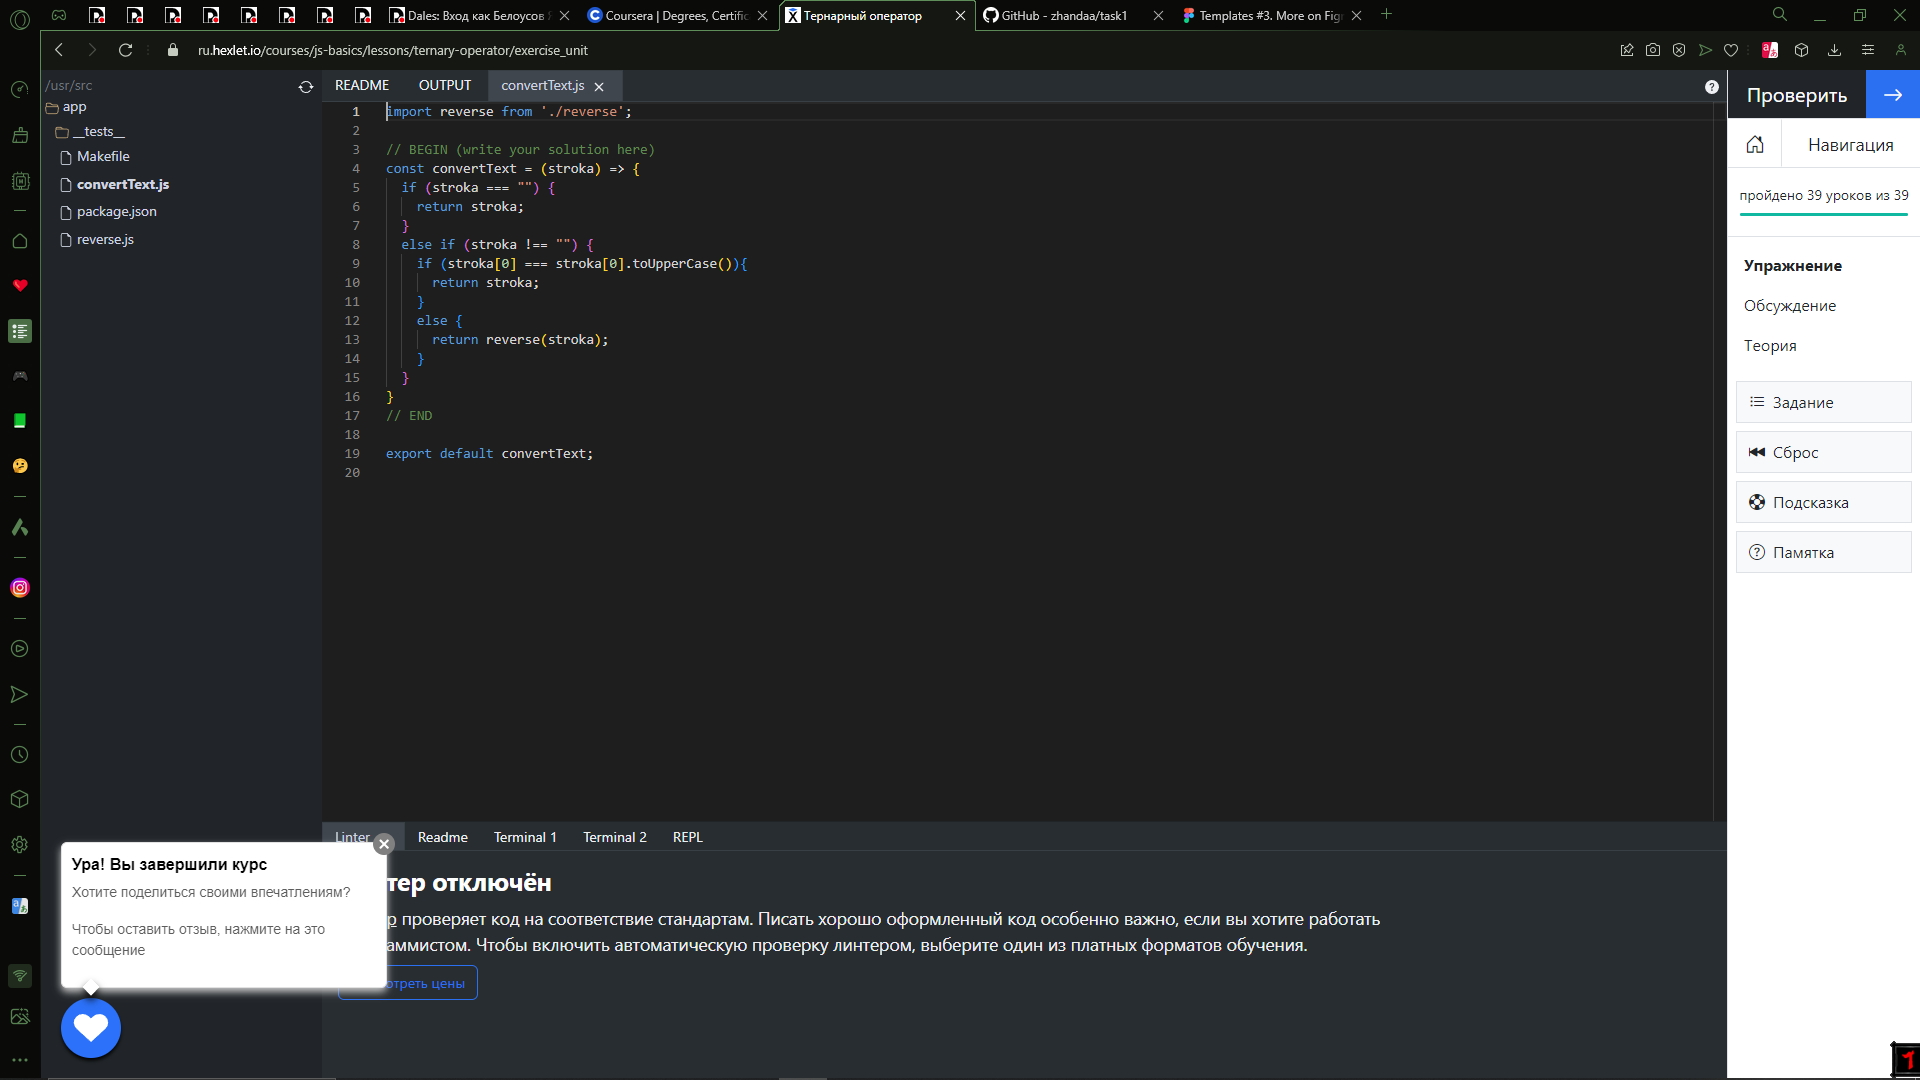 Dales: Вход как Белоусов
Coursera | Degrees, Certific
Тернарный оператор
GitHub - zhandaa/task1
Templates #3. More on Fig
ru.hexlet.io/courses/js-basics/lessons/ternary-operator/exercise_unit
/usr/src
app
__tests__
Makefile
convertText.js
package.json
reverse.js
README
OUTPUT
convertText.js
1 import reverse from './reverse';
2
3 // BEGIN (write your solution here)
4 const convertText = (stroka) => {
5 if (stroka === "") {
6 return stroka;
7 }
8 else if (stroka !== "") {
9 if (stroka[0] === stroka[0].toUpperCase()){
10 return stroka;
11 }
12 else {
13 return reverse(stroka);
14 }
15 }
16 }
17 // END
18
19 export default convertText;
20
Проверить
Навигация
пройдено 39 уроков из 39
Упражнение
Обсуждение
Теория
Задание
Сброс
Подсказка
Памятка
Linter
Readme
Terminal 1
Terminal 2
REPL
тер отключён
р проверяет код на соответствие стандартам. Писать хорошо оформленный код особенно важно, если вы хотите работать
аммистом. Чтобы включить автоматическую проверку линтером, выберите один из платных форматов обучения.
отреть цены
Ура! Вы завершили курс
Хотите поделиться своими впечатлениями?
Чтобы оставить отзыв, нажмите на это
сообщение